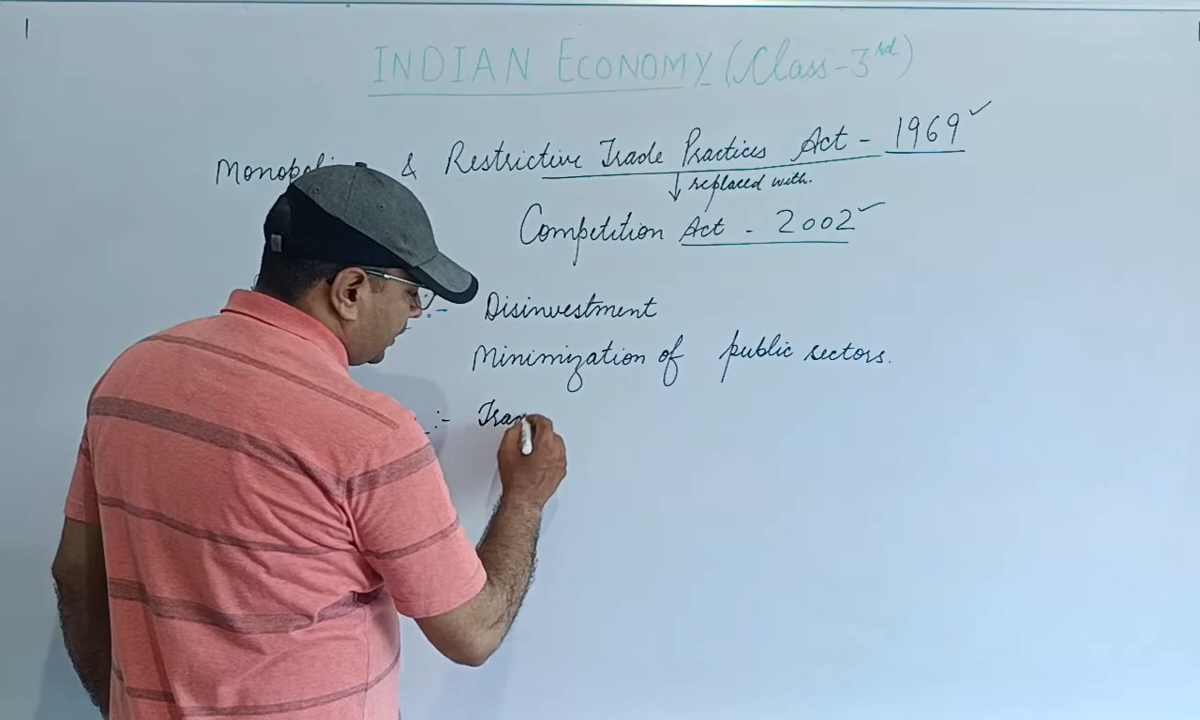 INDIAN ECONOMY (Class-3rd)
& Restrictive Trade Practices Act - 1969
replaced with.
Competition Act - 2002
:- Disinvestment
Minimization of public sectors.
:-